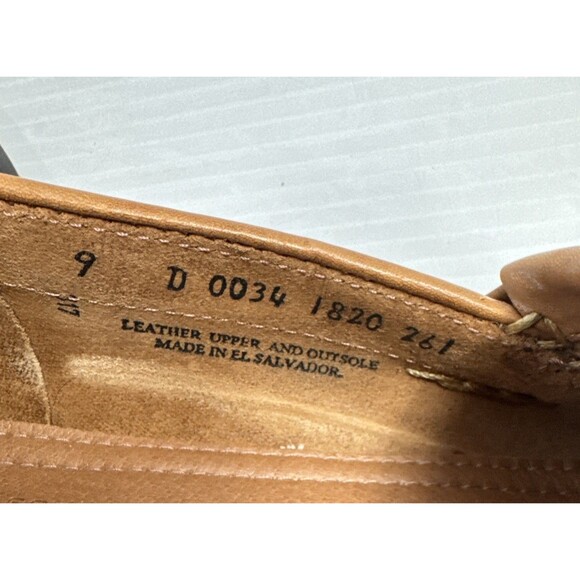 9 D 0034 1820 261
LEATHER UPPER AND OUTSOLE
MADE IN EL SALVADOR.